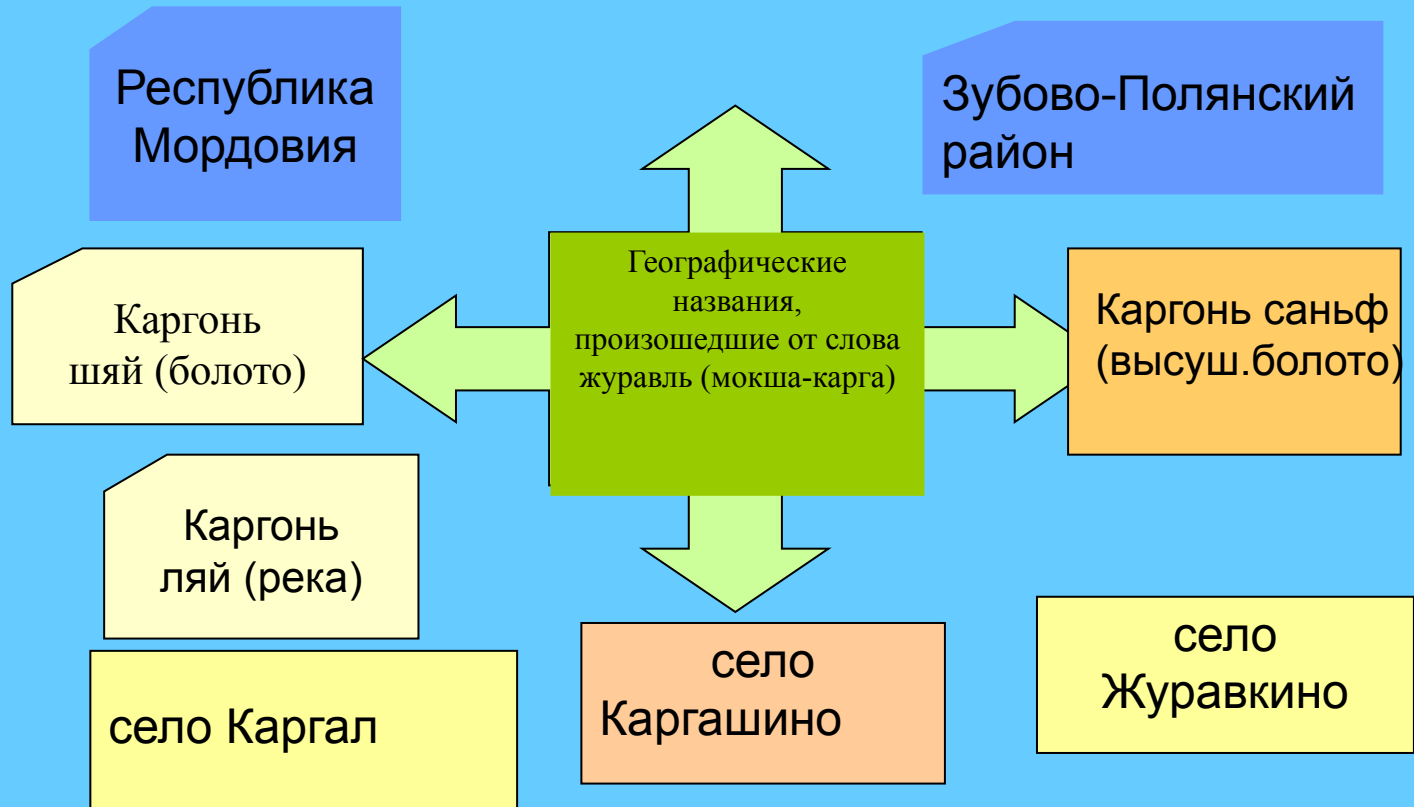 Республика
Мордовия
Зубово-Полянский
район
Географические
названия,
произошедшие от слова
журавль (мокша-карга)
Каргонь
шяй (болото)
Каргонь саньф
(высуш.болото)
Каргонь
ляй (река)
село Каргал
село
Каргашино
село
Журавкино